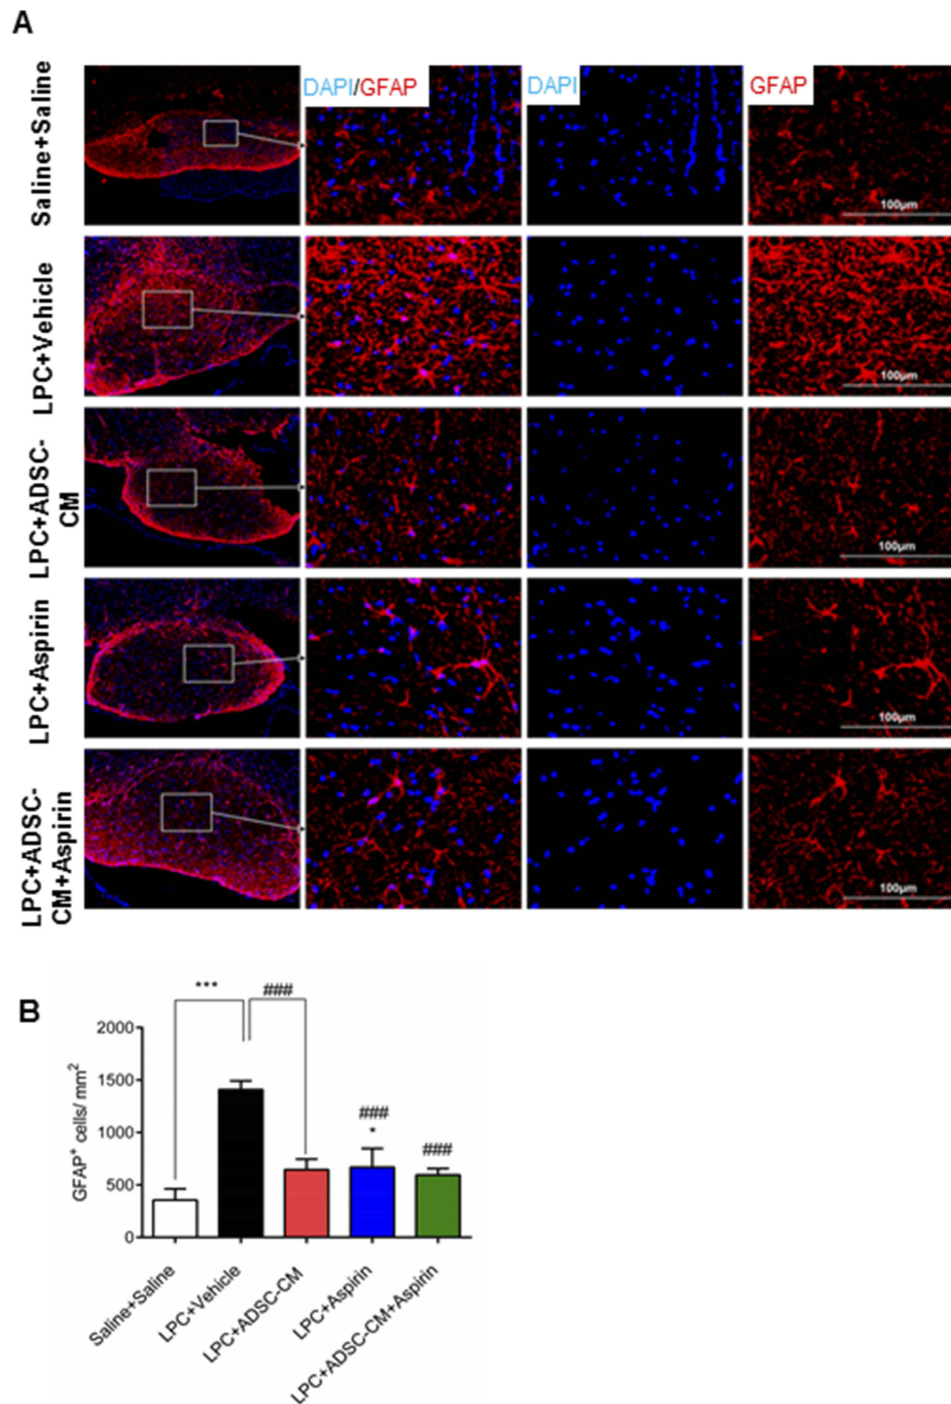 A
Saline+Saline
DAPI/GFAP
DAPI
GFAP
100μm
LPC+Vehicle
100μm
LPC+ADSC-
CM
100μm
LPC+Aspirin
100μm
LPC+ADSC-
CM+Aspirin
100μm
B
*** ###
2000
1500
1000
500
0
GFAP⁺ cells/ mm²
###
*
###
Saline+Saline
LPC+Vehicle
LPC+ADSC-CM
LPC+Aspirin
LPC+ADSC-CM+Aspirin